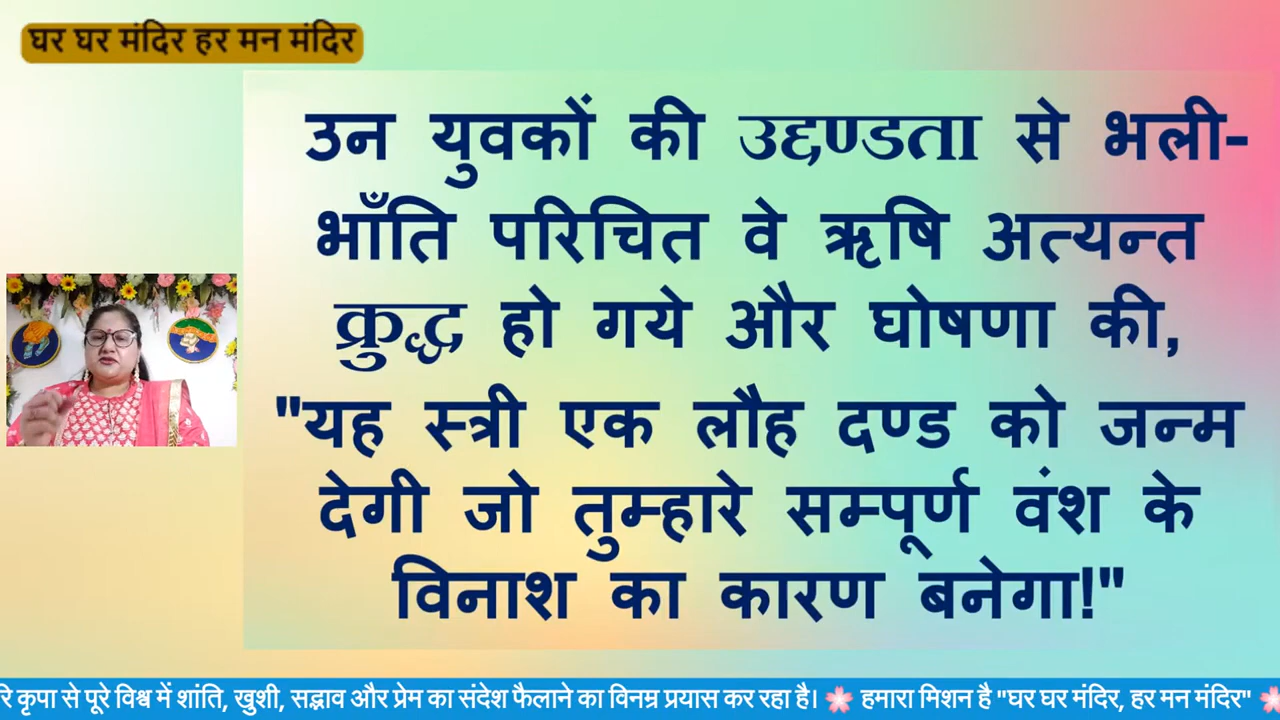 घर घर मंदिर हर मन मंदिर
उन युवकों की उद्दण्डता से भली-
भाँति परिचित वे ऋषि अत्यन्त
क्रुद्ध हो गये और घोषणा की,
"यह स्त्री एक लौह दण्ड को जन्म
देगी जो तुम्हारे सम्पूर्ण वंश के
विनाश का कारण बनेगा!"
रि कृपा से पूरे विश्व में शांति, खुशी, सद्भाव और प्रेम का संदेश फैलाने का विनम्र प्रयास कर रहा है। 🌸 हमारा मिशन है "घर घर मंदिर, हर मन मंदिर" 🌸